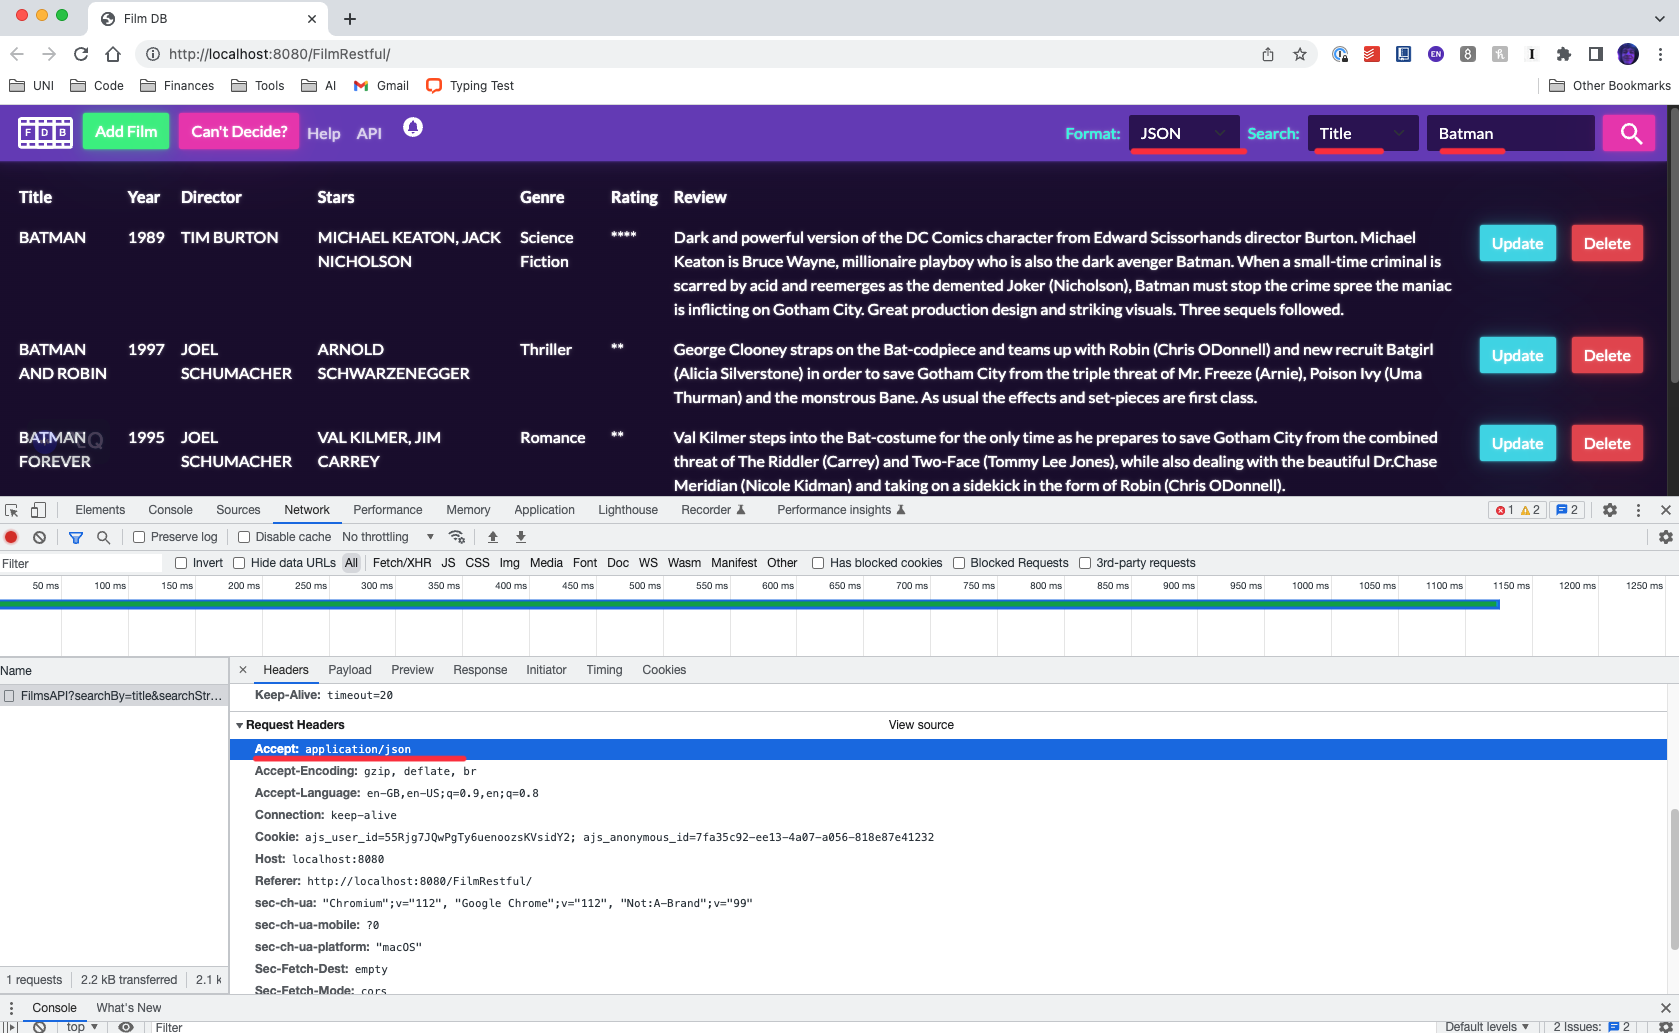 Film DB
http://localhost:8080/FilmRestful/
EN
8
UNI Code Finances Tools AI Gmail Typing Test Other Bookmarks
FDB Add Film Can't Decide? Help API Format: JSON Search: Title Batman
Title Year Director Stars Genre Rating Review
BATMAN 1989 TIM BURTON MICHAEL KEATON, JACK Science **** Dark and powerful version of the DC Comics character from Edward Scissorhands director Burton. Michael Update Delete
NICHOLSON Fiction Keaton is Bruce Wayne, millionaire playboy who is also the dark avenger Batman. When a small-time criminal is
scarred by acid and reemerges as the demented Joker (Nicholson), Batman must stop the crime spree the maniac
is inflicting on Gotham City. Great production design and striking visuals. Three sequels followed.
BATMAN 1997 JOEL ARNOLD Thriller ** George Clooney straps on the Bat-codpiece and teams up with Robin (Chris ODonnell) and new recruit Batgirl Update Delete
AND ROBIN SCHUMACHER SCHWARZENEGGER (Alicia Silverstone) in order to save Gotham City from the triple threat of Mr. Freeze (Arnie), Poison Ivy (Uma
Thurman) and the monstrous Bane. As usual the effects and set-pieces are first class.
BATMAN 1995 JOEL VAL KILMER, JIM Romance ** Val Kilmer steps into the Bat-costume for the only time as he prepares to save Gotham City from the combined Update Delete
FOREVER SCHUMACHER CARREY threat of The Riddler (Carrey) and Two-Face (Tommy Lee Jones), while also dealing with the beautiful Dr.Chase
Meridian (Nicole Kidman) and taking on a sidekick in the form of Robin (Chris ODonnell).
Elements Console Sources Network Performance Memory Application Lighthouse Recorder Performance insights 1 2 2
Preserve log Disable cache No throttling
Filter Invert Hide data URLs All Fetch/XHR JS CSS Img Media Font Doc WS Wasm Manifest Other Has blocked cookies Blocked Requests 3rd-party requests
50 ms 100 ms 150 ms 200 ms 250 ms 300 ms 350 ms 400 ms 450 ms 500 ms 550 ms 600 ms 650 ms 700 ms 750 ms 800 ms 850 ms 900 ms 950 ms 1000 ms 1050 ms 1100 ms 1150 ms 1200 ms 1250 ms
Name Headers Payload Preview Response Initiator Timing Cookies
FilmsAPI?searchBy=title&searchStr... Keep-Alive: timeout=20
Request Headers View source
Accept: application/json
Accept-Encoding: gzip, deflate, br
Accept-Language: en-GB,en-US;q=0.9,en;q=0.8
Connection: keep-alive
Cookie: ajs_user_id=55Rjg7JQwPgTy6uenoozsKVsidY2; ajs_anonymous_id=7fa35c92-ee13-4a07-a056-818e87e41232
Host: localhost:8080
Referer: http://localhost:8080/FilmRestful/
sec-ch-ua: "Chromium";v="112", "Google Chrome";v="112", "Not:A-Brand";v="99"
sec-ch-ua-mobile: ?0
sec-ch-ua-platform: "macOS"
Sec-Fetch-Dest: empty
Sec-Fetch-Mode: cors
1 requests 2.2 kB transferred 2.1 k
Console What's New
top Filter Default levels 2 Issues: 2